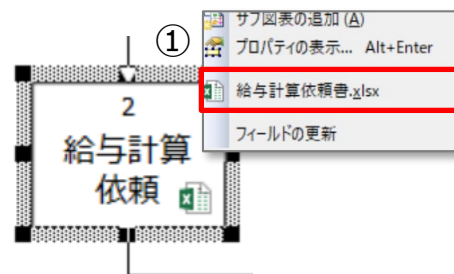 ①
サブ図表の追加 (A)
プロパティの表示... Alt+Enter
給与計算依頼書.xlsx
フィールドの更新
2
給与計算
依頼